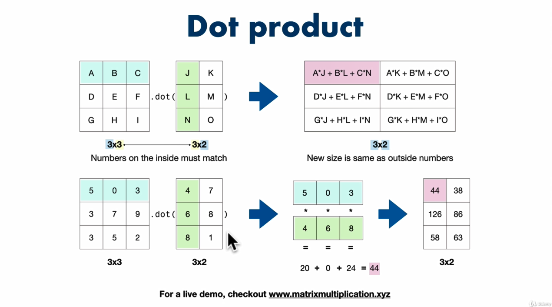 Dot product
A B C
D E F
G H I
.dot(
J K
L M
N O
)
A*J + B*L + C*N A*K + B*M + C*O
D*J + E*L + F*N D*K + E*M + F*O
G*J + H*L + I*N G*K + H*M + I*O
3x3
3x2
3x2
Numbers on the inside must match
New size is same as outside numbers
5 0 3
3 7 9
3 5 2
.dot(
4 7
6 8
8 1
)
5 0 3
* * *
4 6 8
= = =
20 + 0 + 24 = 44
44 38
126 86
58 63
3x3
3x2
3x2
For a live demo, checkout www.matrixmultiplication.xyz